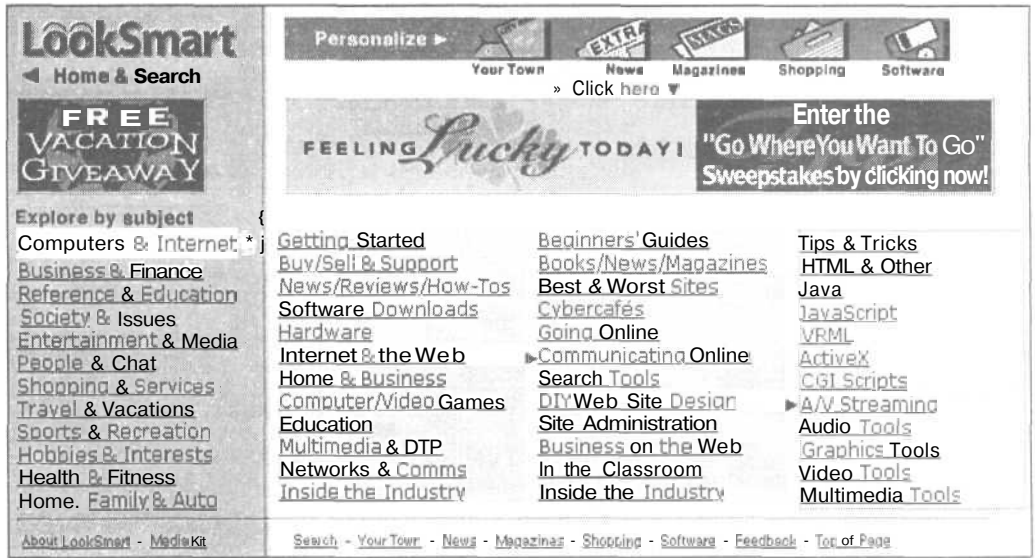 LookSmart
◄ Home & Search
FREE
VACATION
GIVEAWAY
Personalize ►
Your Town
News
Magazines
Shopping
Software
EXTRA
» Click here ▼
FEELING Lucky TODAY!
Enter the
"Go Where You Want To Go"
Sweepstakes by clicking now!
Explore by subject {
Computers & Internet * j
Business & Finance
Reference & Education
Society & Issues
Entertainment & Media
People & Chat
Shopping & Services
Travel & Vacations
Sports & Recreation
Hobbies & Interests
Health & Fitness
Home. Family & Auto
Getting Started
Buy/Sell & Support
News/Reviews/How-Tos
Software Downloads
Hardware
Internet & the Web
Home & Business
Computer/Video Games
Education
Multimedia & DTP
Networks & Comms
Inside the Industry
Beginners' Guides
Books/News/Magazines
Best & Worst Sites
Cybercafés
Going Online
►Communicating Online
Search Tools
DIY Web Site Design
Site Administration
Business on the Web
In the Classroom
Inside the Industry
Tips & Tricks
HTML & Other
Java
JavaScript
VRML
ActiveX
CGI Scripts
►A/V Streaming
Audio Tools
Graphics Tools
Video Tools
Multimedia Tools
About LookSmart - Media Kit
Search - Your Town - News - Magazines - Shopping - Software - Feedback - Top of Page